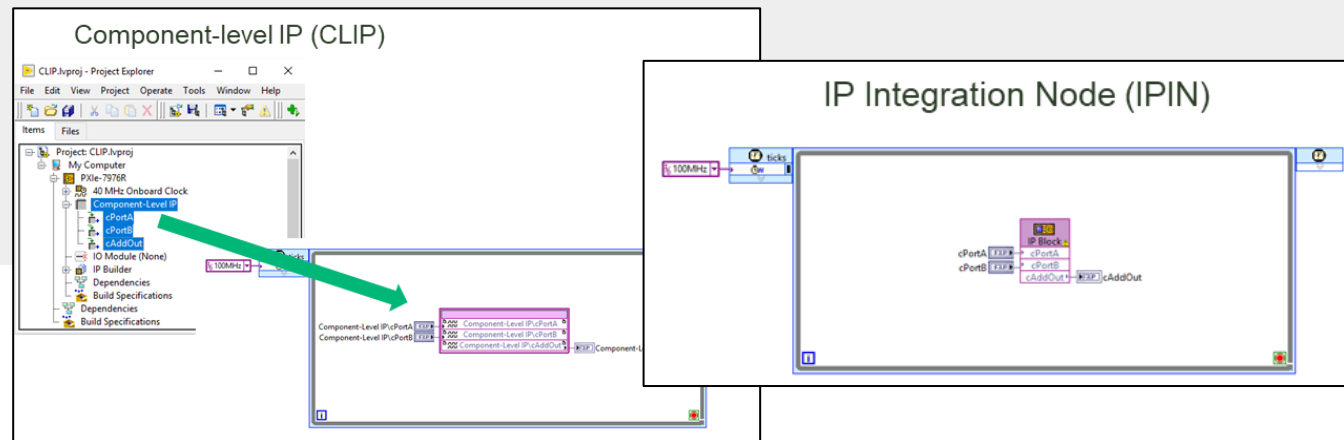 Component-level IP (CLIP)
CLIP.lvproj - Project Explorer
File Edit View Project Operate Tools Window Help
Items Files
Project: CLIP.lvproj
My Computer
PXIe-7976R
40 MHz Onboard Clock
Component-Level IP
cPortA
cPortB
cAddOut
IO Module (None)
IP Builder
Dependencies
Build Specifications
Dependencies
Build Specifications
100MHz
ticks
Component-Level IP\cPortA
Component-Level IP\cPortB
Component-Level IP\cPortA
Component-Level IP\cPortB
Component-Level IP\cAddOut
Component-L
IP Integration Node (IPIN)
100MHz
ticks
IP Block
cPortA
cPortA
cPortB
cPortB
cAddOut
cAddOut